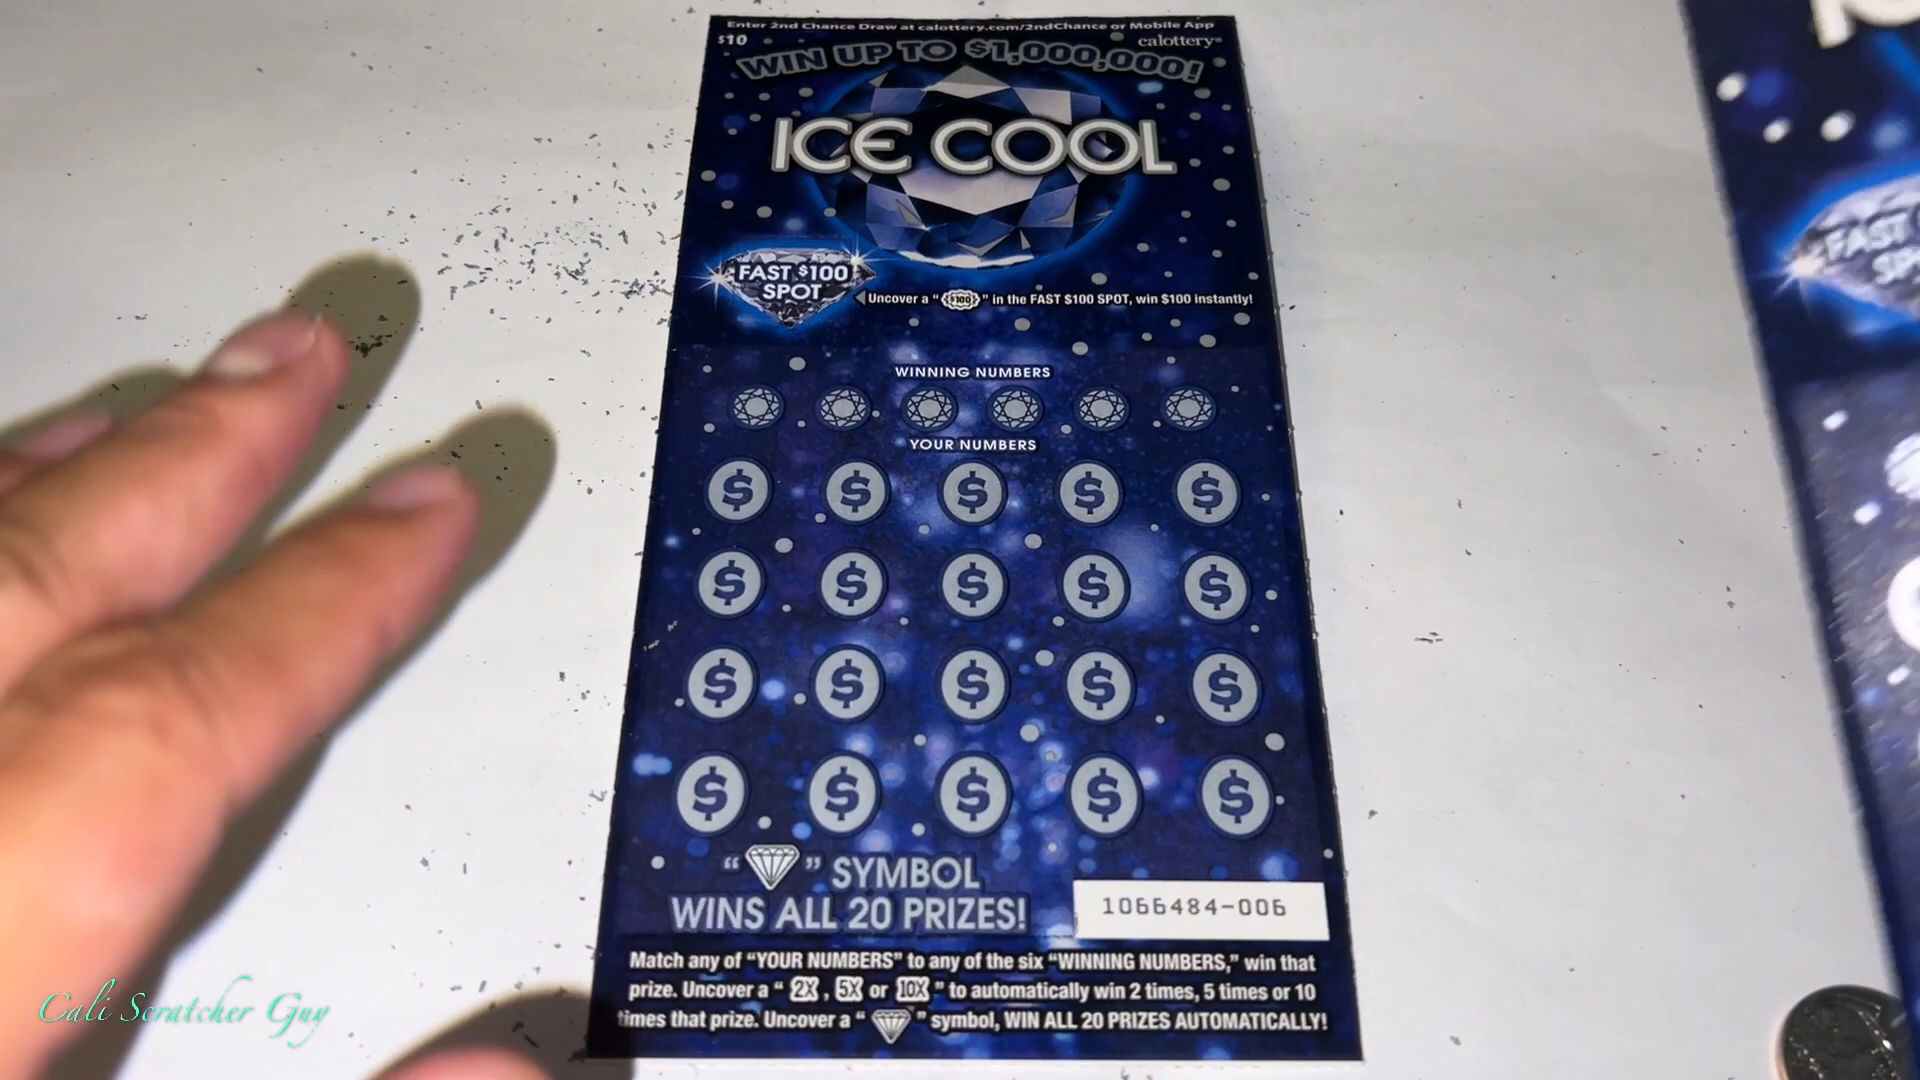 Enter 2nd Chance Draw at calottery.com/2ndChance or Mobile App
$10
calottery®
WIN UP TO $1,000,000!
ICE COOL
FAST $100
SPOT
Uncover a “$100” in the FAST $100 SPOT, win $100 instantly!
FAST
WINNING NUMBERS
YOUR NUMBERS
$ $ $ $ $
$ $ $ $ $
$ $ $ $ $
$ $ $ $ $
“ ” SYMBOL
WINS ALL 20 PRIZES!
1066484-006
Match any of “YOUR NUMBERS” to any of the six “WINNING NUMBERS,” win that
prize. Uncover a “ 2X , 5X or 10X ” to automatically win 2 times, 5 times or 10
times that prize. Uncover a “ ” symbol, WIN ALL 20 PRIZES AUTOMATICALLY!
Cali Scratcher Guy